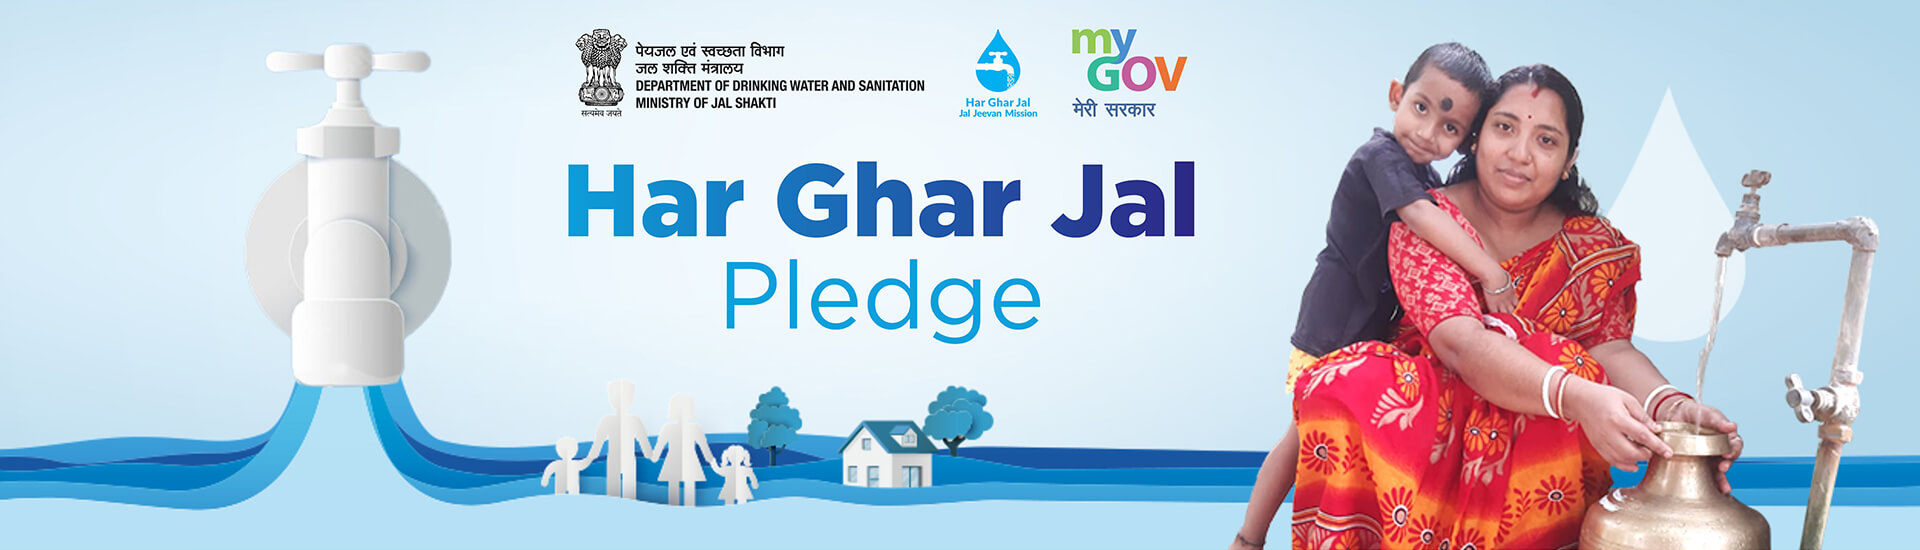 पेयजल एवं स्वच्छता विभाग
जल शक्ति मंत्रालय
DEPARTMENT OF DRINKING WATER AND SANITATION
MINISTRY OF JAL SHAKTI
सत्यमेव जयते
Har Ghar Jal
Jal Jeevan Mission
my
GOV
मेरी सरकार
Har Ghar Jal
Pledge